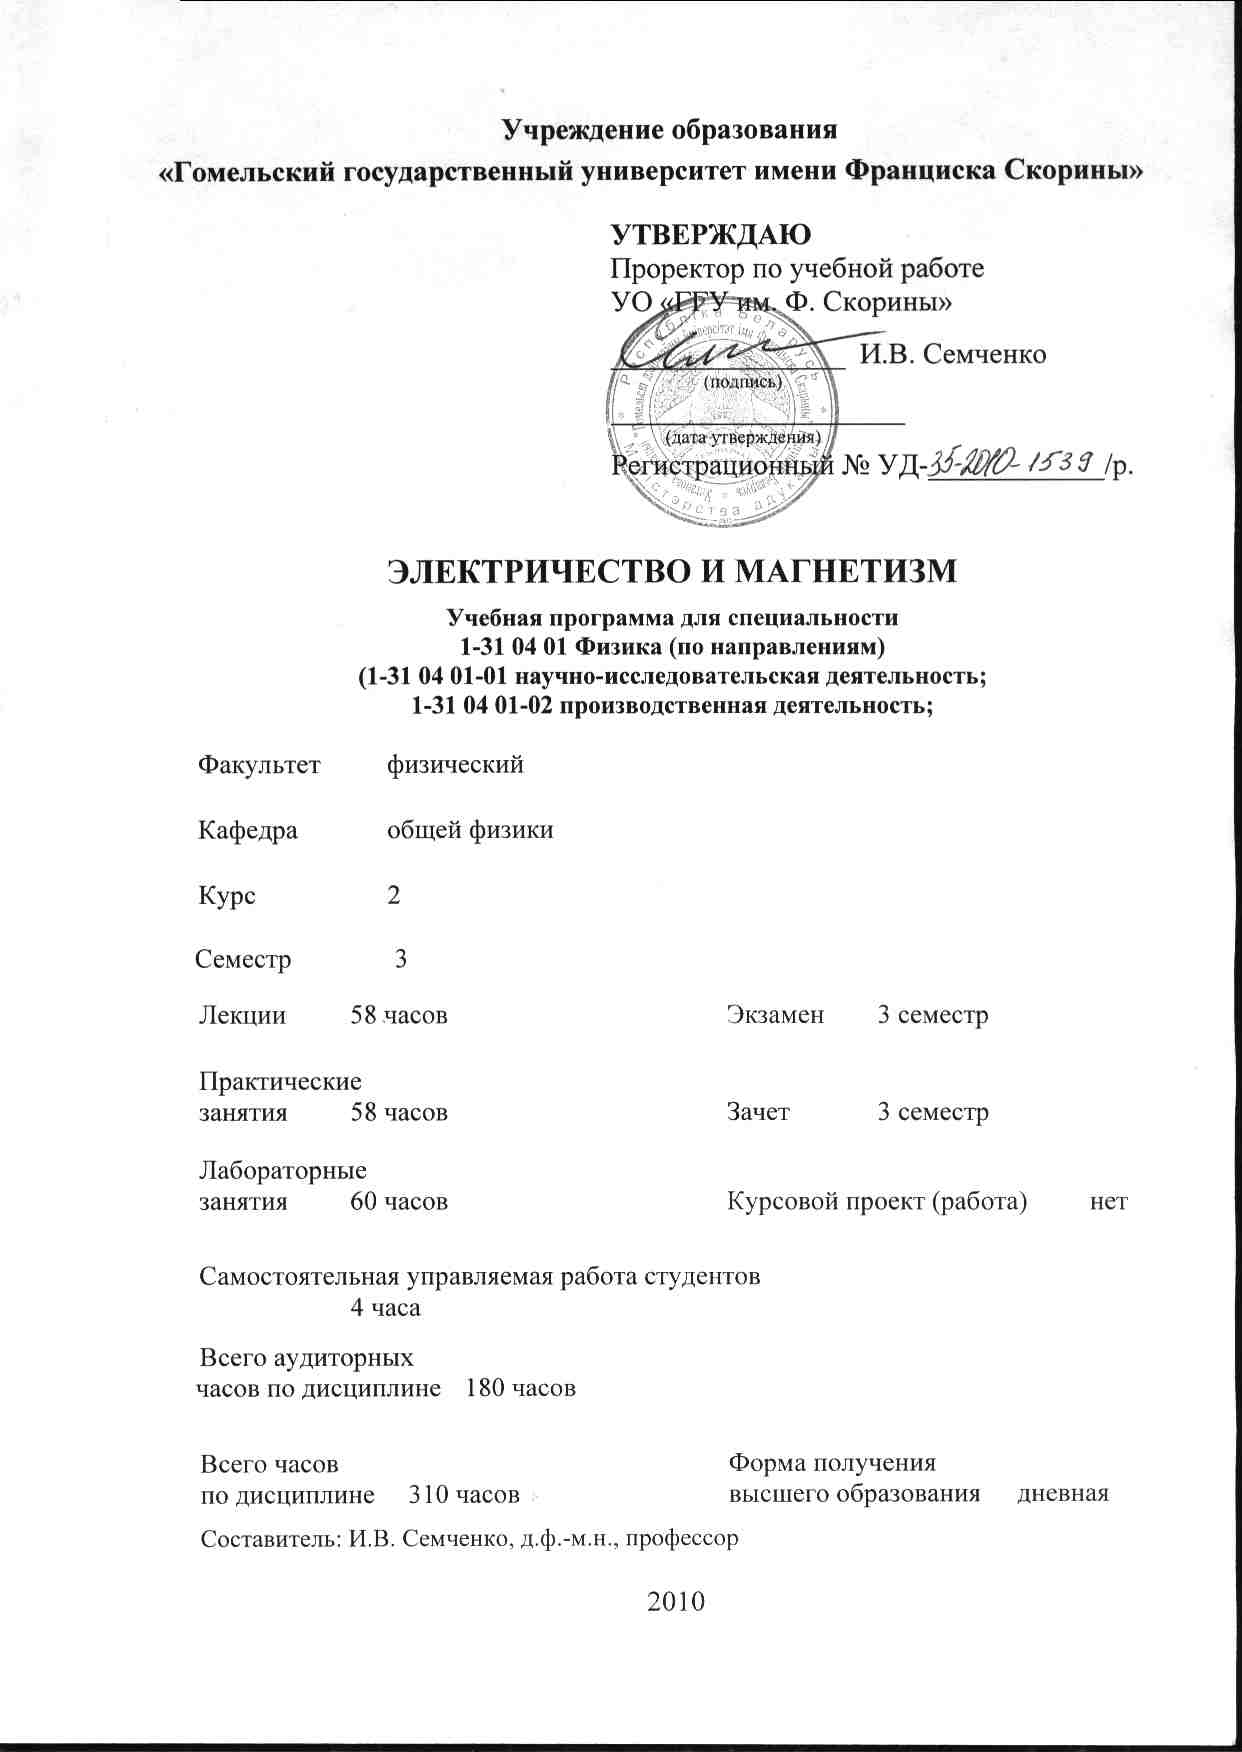 Учреждение образования
«Гомельский государственный университет имени Франциска Скорины»
УТВЕРЖДАЮ
Проректор по учебной работе
УО «ГГУ им. Ф. Скорины»
И.В. Семченко
(подпись)
(дата утверждения)
Регистрационный № УД-35-2010-1539 /р.
Рэспубліка Беларусь
Міністэрства адукацыі
ЭЛЕКТРИЧЕСТВО И МАГНЕТИЗМ
Учебная программа для специальности
1-31 04 01 Физика (по направлениям)
(1-31 04 01-01 научно-исследовательская деятельность;
1-31 04 01-02 производственная деятельность;
Факультет физический
Кафедра общей физики
Курс 2
Семестр 3
Лекции 58 часов Экзамен 3 семестр
Практические
занятия 58 часов Зачет 3 семестр
Лабораторные
занятия 60 часов Курсовой проект (работа) нет
Самостоятельная управляемая работа студентов
4 часа
Всего аудиторных
часов по дисциплине 180 часов
Всего часов Форма получения
по дисциплине 310 часов высшего образования дневная
Составитель: И.В. Семченко, д.ф.-м.н., профессор
2010